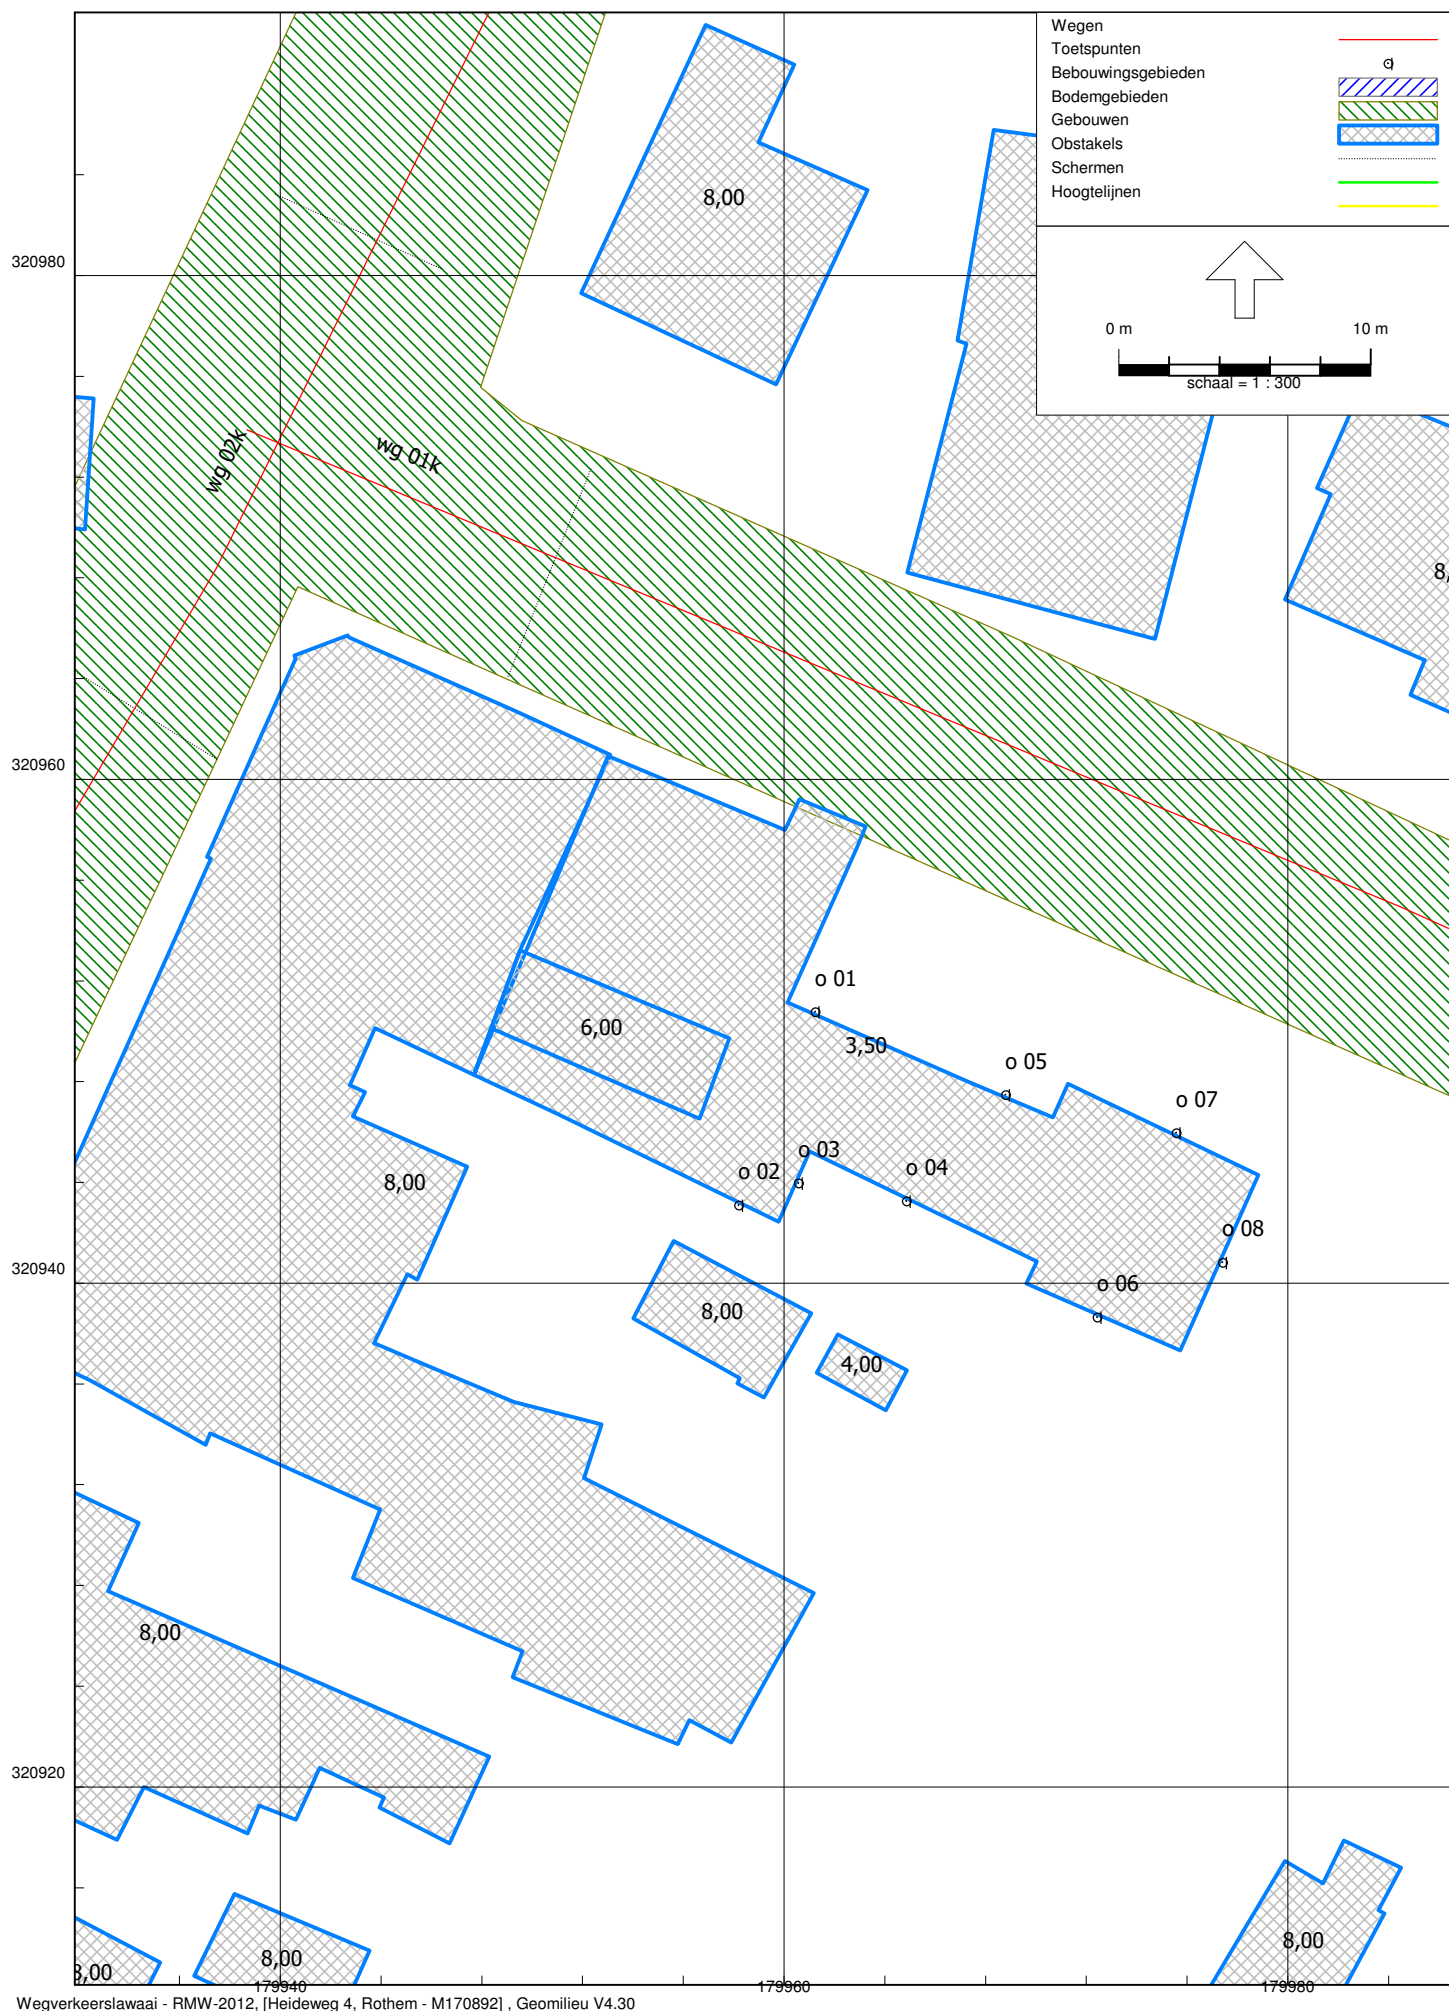 Wegen
Toetspunten
Bebouwingsgebieden
Bodemgebieden
Gebouwen
Obstakels
Schermen
Hoogtelijnen
0 m 10 m
schaal = 1 : 300
8,00
320980
wg 02k
wg 01k
8,
320960
o 01
6,00
3,50
o 05
o 07
o 03
o 02
o 04
8,00
o 08
320940
o 06
8,00
4,00
8,00
320920
8,00
8,00
8,00
179940
179960
179980
Wegverkeerslawaai - RMW-2012, [Heideweg 4, Rothem - M170892] , Geomilieu V4.30